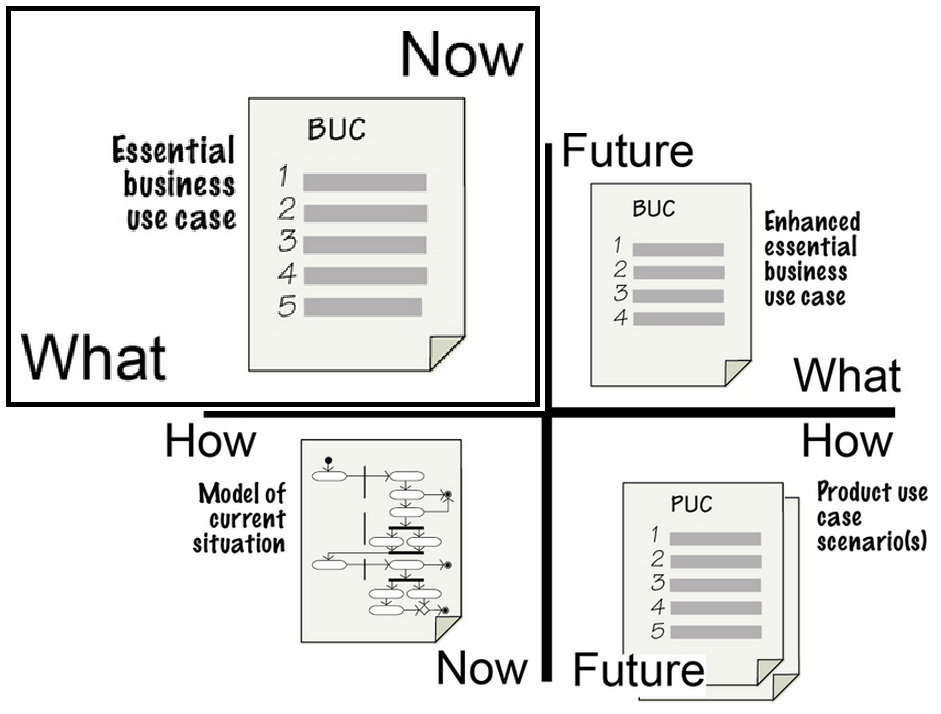 Now
BUC
Essential
business
use case
1
2
3
4
5
What
Future
BUC
1
2
3
4
Enhanced
essential
business
use case
What
How
Model of
current
situation
Now
How
PUC
1
2
3
4
5
Product use
case
scenario(s)
Future